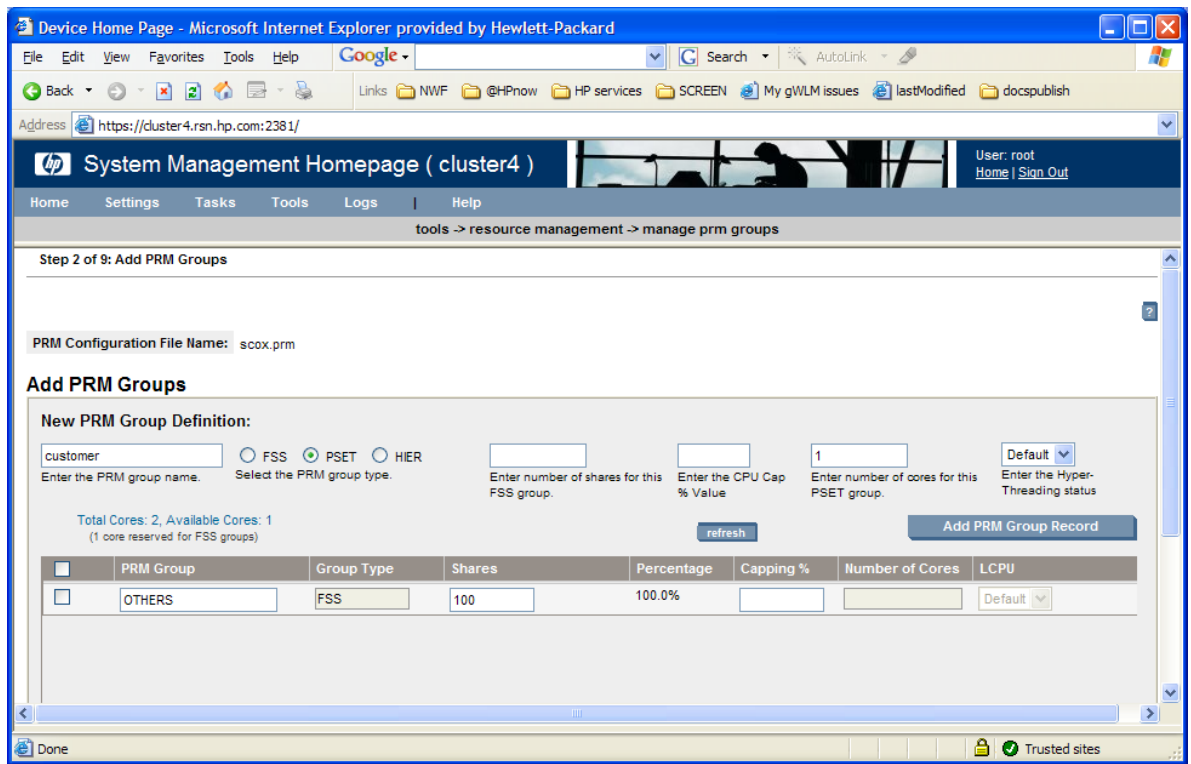 Device Home Page - Microsoft Internet Explorer provided by Hewlett-Packard
File Edit View Favorites Tools Help Google G Search AutoLink
Back Links NWF @HPnow HP services SCREEN My gWLM issues lastModified docspublish
Address https://cluster4.rsn.hp.com:2381/
hp System Management Homepage ( cluster4 )
User: root
Home | Sign Out
Home Settings Tasks Tools Logs | Help
tools -> resource management -> manage prm groups
Step 2 of 9: Add PRM Groups
?
PRM Configuration File Name: scox.prm
Add PRM Groups
New PRM Group Definition:
customer FSS PSET HIER 1 Default
Enter the PRM group name. Select the PRM group type. Enter number of shares for this FSS group. Enter the CPU Cap % Value Enter number of cores for this PSET group. Enter the Hyper-Threading status
Total Cores: 2, Available Cores: 1
(1 core reserved for FSS groups)
refresh Add PRM Group Record
PRM Group Group Type Shares Percentage Capping % Number of Cores LCPU
OTHERS FSS 100 100.0% Default
Done Trusted sites